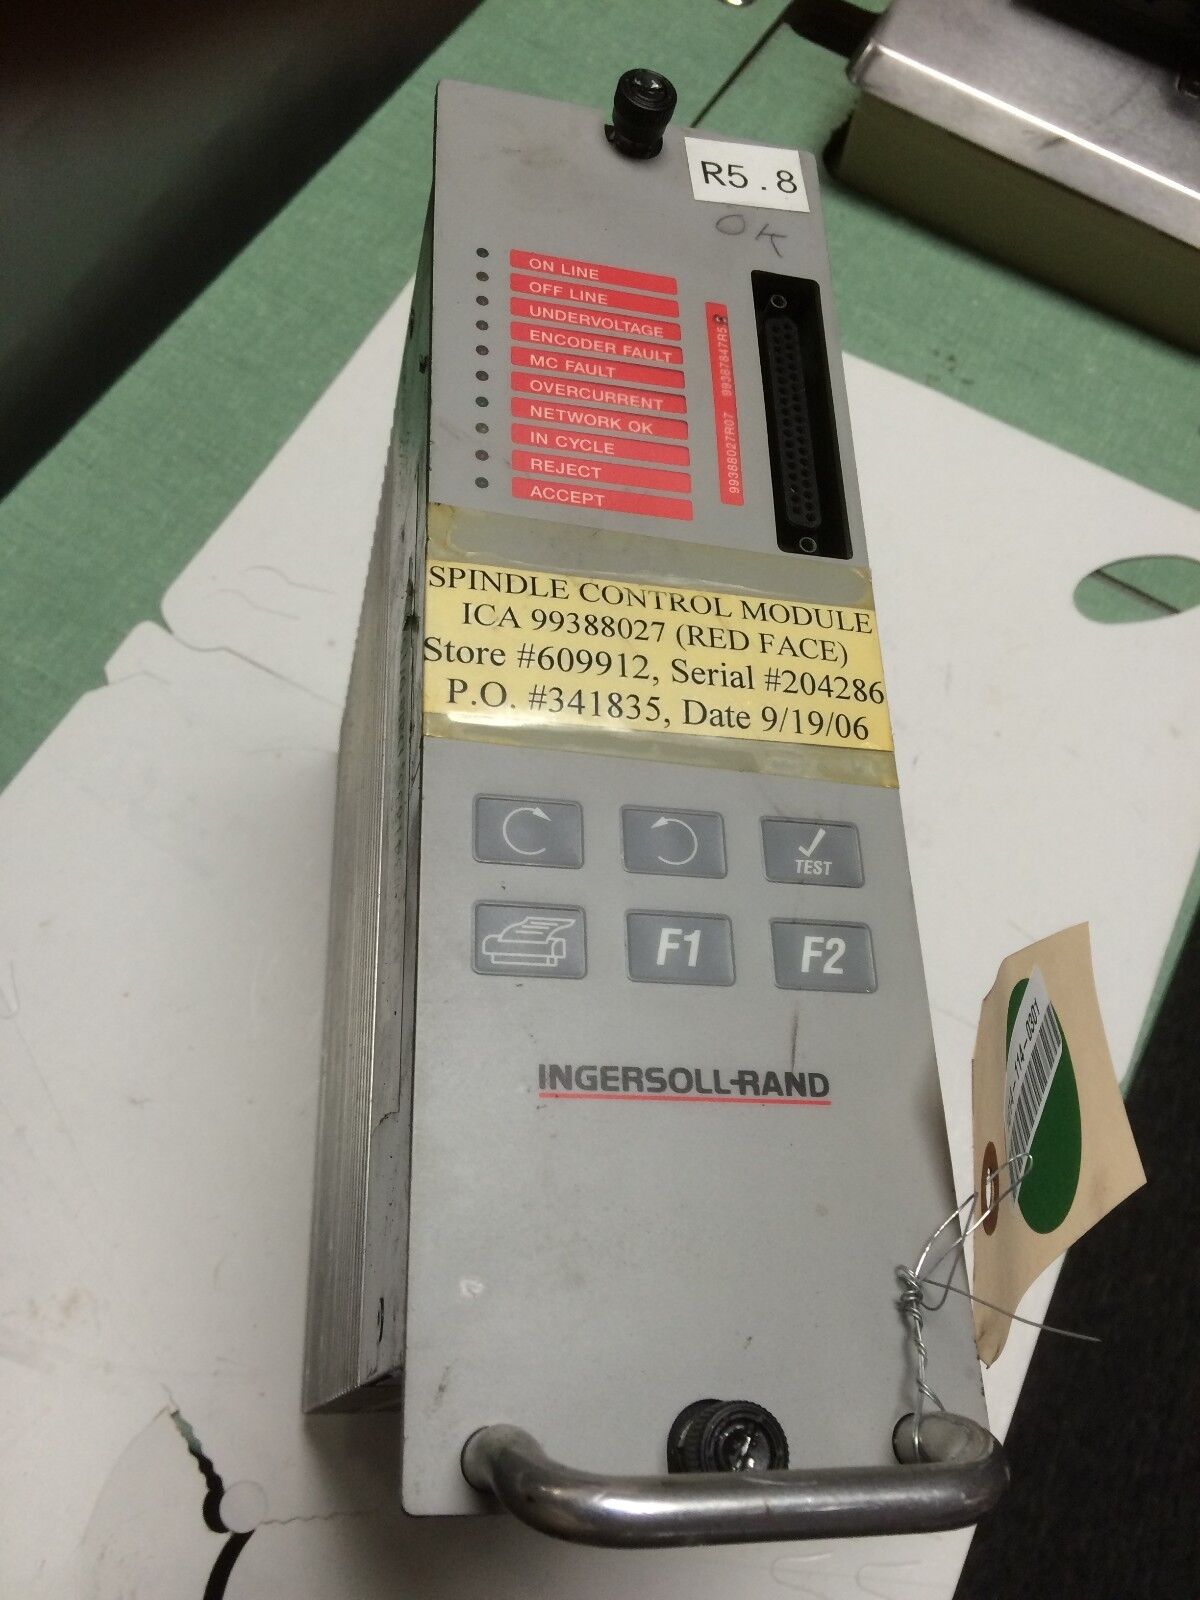 R5.8
OK
ON LINE
OFF LINE
UNDERVOLTAGE
ENCODER FAULT
MC FAULT
OVERCURRENT
NETWORK OK
IN CYCLE
REJECT
ACCEPT
99388027R07
SPINDLE CONTROL MODULE
ICA 99388027 (RED FACE)
Store #609912, Serial #204286
P.O. #341835, Date 9/19/06
TEST
F1
F2
INGERSOLL-RAND